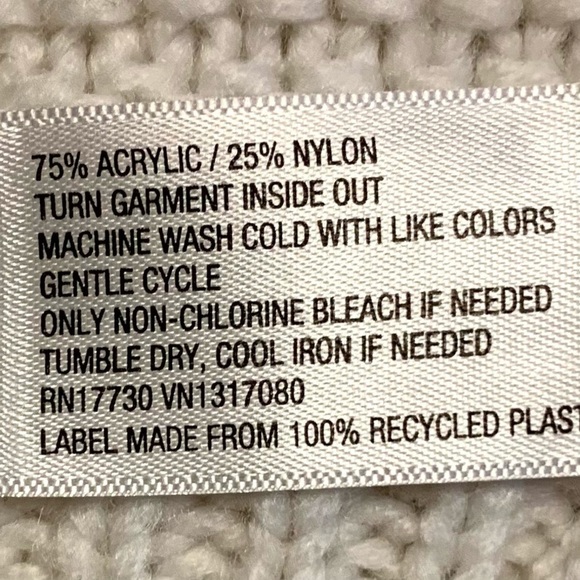 75% ACRYLIC / 25% NYLON
TURN GARMENT INSIDE OUT
MACHINE WASH COLD WITH LIKE COLORS
GENTLE CYCLE
ONLY NON-CHLORINE BLEACH IF NEEDED
TUMBLE DRY, COOL IRON IF NEEDED
RN17730 VN1317080
LABEL MADE FROM 100% RECYCLED PLAST